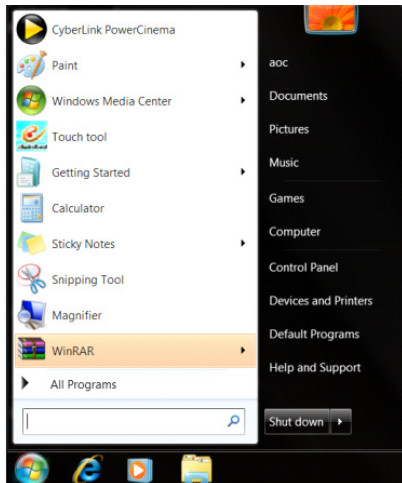 CyberLink PowerCinema
Paint
Windows Media Center
Touch tool
Getting Started
Calculator
Sticky Notes
Snipping Tool
Magnifier
WinRAR
All Programs
aoc
Documents
Pictures
Music
Games
Computer
Control Panel
Devices and Printers
Default Programs
Help and Support
Shut down